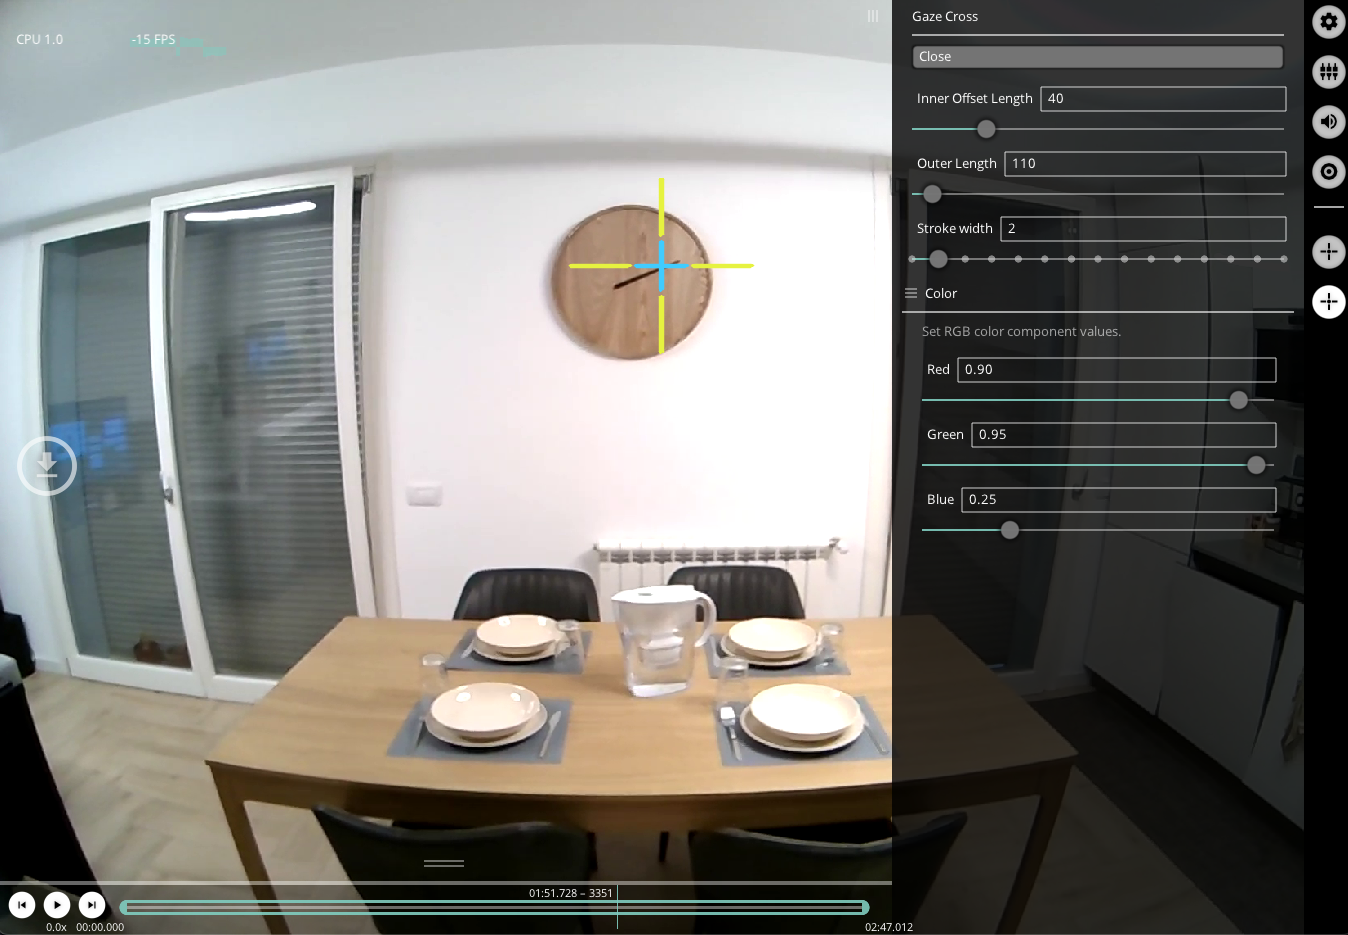 CPU 1.0
-15 FPS
Gaze Cross
Close
Inner Offset Length 40
Outer Length 110
Stroke width 2
Color
Set RGB color component values.
Red 0.90
Green 0.95
Blue 0.25
01:51.728 – 3351
0.0x 00:00.000
02:47.012